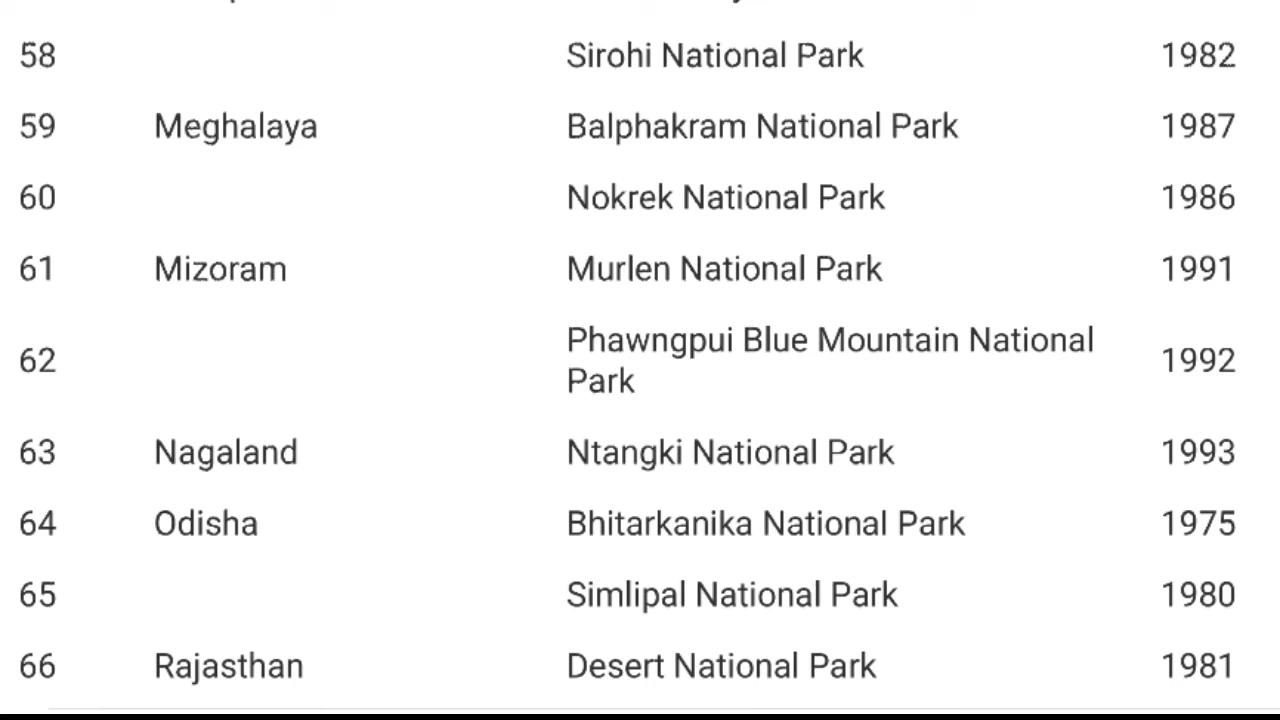 58 Sirohi National Park 1982
59 Meghalaya Balphakram National Park 1987
60 Nokrek National Park 1986
61 Mizoram Murlen National Park 1991
62 Phawngpui Blue Mountain National Park 1992
63 Nagaland Ntangki National Park 1993
64 Odisha Bhitarkanika National Park 1975
65 Simlipal National Park 1980
66 Rajasthan Desert National Park 1981